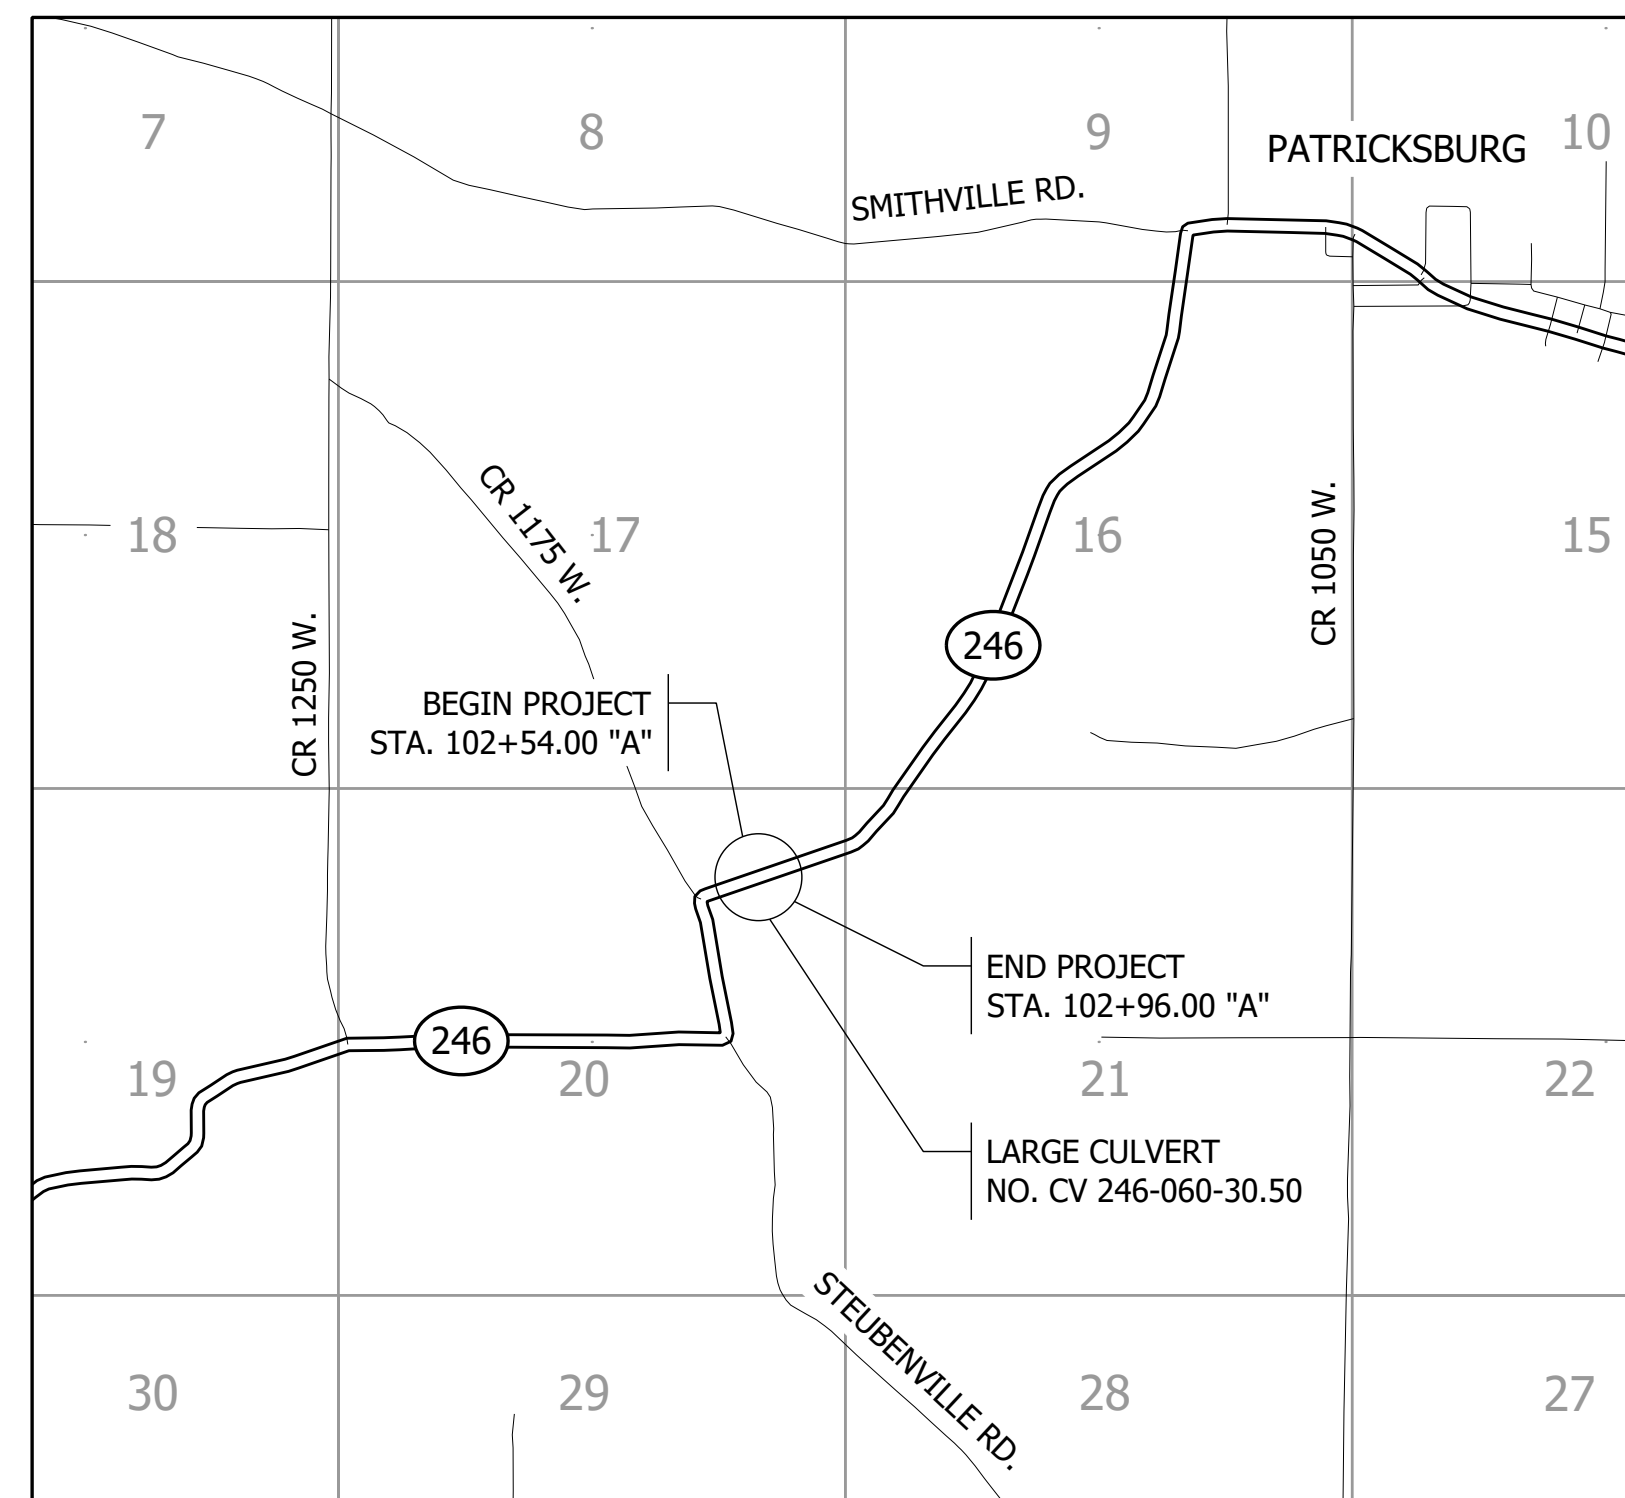 7
8
9
10
PATRICKSBURG
SMITHVILLE RD.
CR 1175 W.
18
17
16
15
CR 1050 W.
CR 1250 W.
246
BEGIN PROJECT
STA. 102+54.00 "A"
END PROJECT
STA. 102+96.00 "A"
246
19
20
21
22
LARGE CULVERT
NO. CV 246-060-30.50
STEUBENVILLE RD.
30
29
28
27